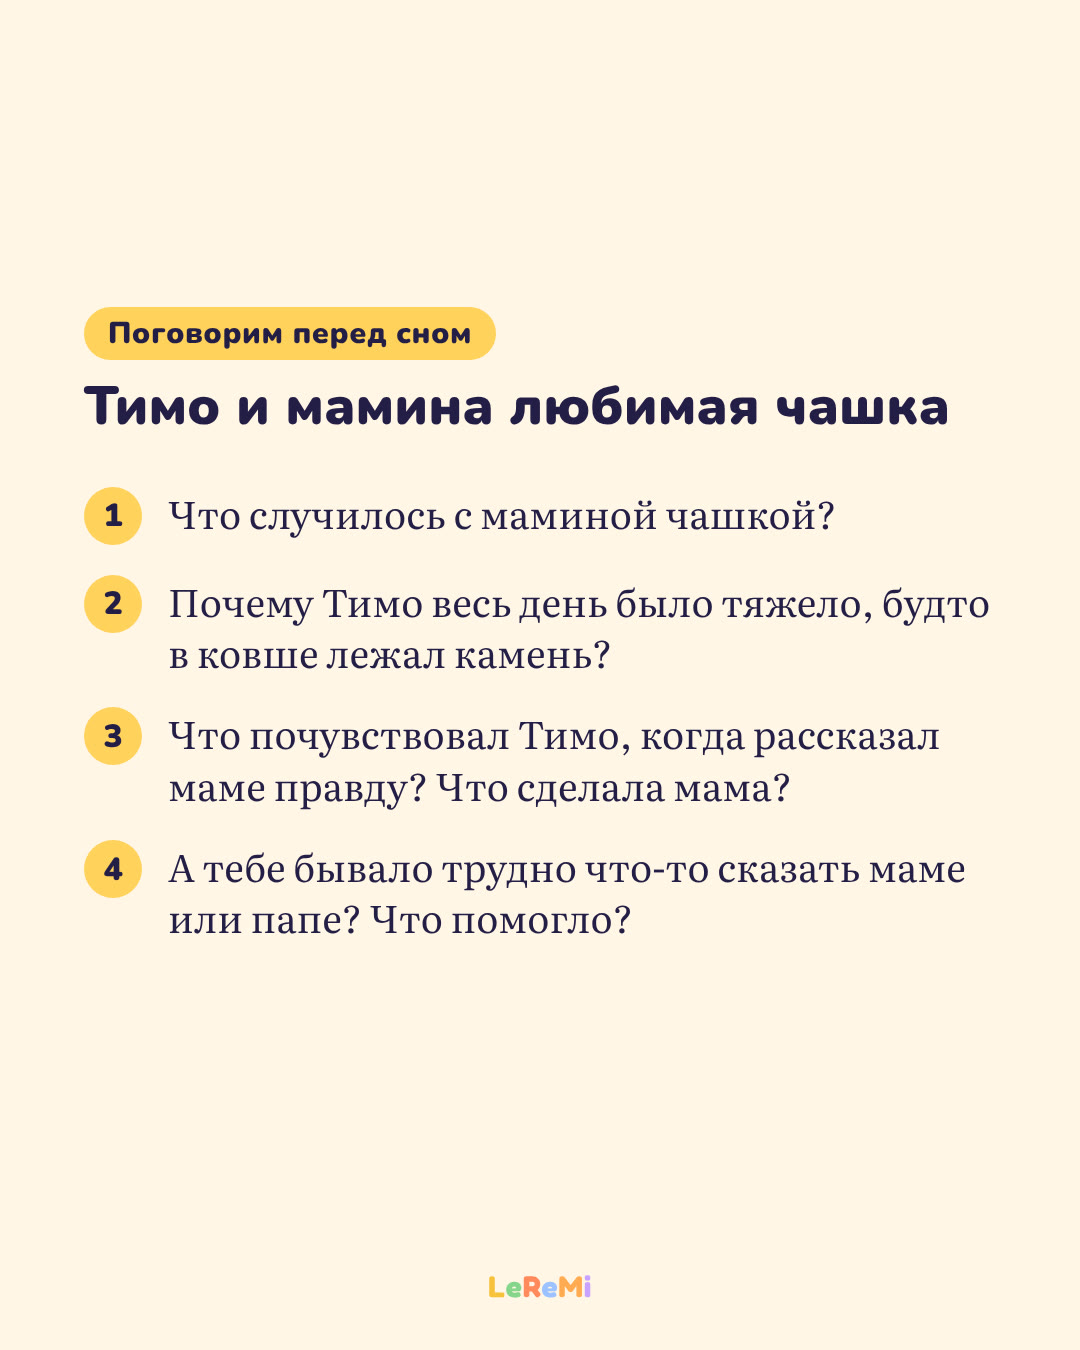 Поговорим перед сном
Тимо и мамина любимая чашка
1 Что случилось с маминой чашкой?
2 Почему Тимо весь день было тяжело, будто
в ковше лежал камень?
3 Что почувствовал Тимо, когда рассказал
маме правду? Что сделала мама?
4 А тебе бывало трудно что-то сказать маме
или папе? Что помогло?
LeReMi